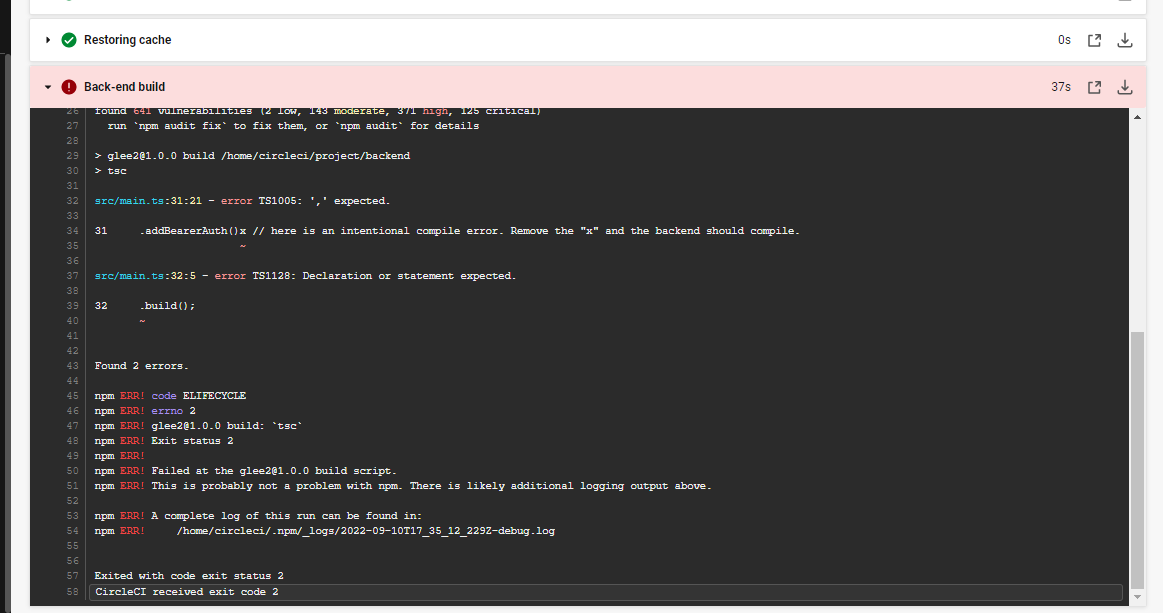 Restoring cache 0s
Back-end build 37s
26 found 641 vulnerabilities (2 low, 143 moderate, 371 high, 125 critical)
27 run `npm audit fix` to fix them, or `npm audit` for details
28
29 > glee2@1.0.0 build /home/circleci/project/backend
30 > tsc
31
32 src/main.ts:31:21 - error TS1005: ',' expected.
33
34 31 .addBearerAuth()x // here is an intentional compile error. Remove the "x" and the backend should compile.
35 ~
36
37 src/main.ts:32:5 - error TS1128: Declaration or statement expected.
38
39 32 .build();
40 ~
41
42
43 Found 2 errors.
44
45 npm ERR! code ELIFECYCLE
46 npm ERR! errno 2
47 npm ERR! glee2@1.0.0 build: `tsc`
48 npm ERR! Exit status 2
49 npm ERR!
50 npm ERR! Failed at the glee2@1.0.0 build script.
51 npm ERR! This is probably not a problem with npm. There is likely additional logging output above.
52
53 npm ERR! A complete log of this run can be found in:
54 npm ERR! /home/circleci/.npm/_logs/2022-09-10T17_35_12_229Z-debug.log
55
56
57 Exited with code exit status 2
58 CircleCI received exit code 2